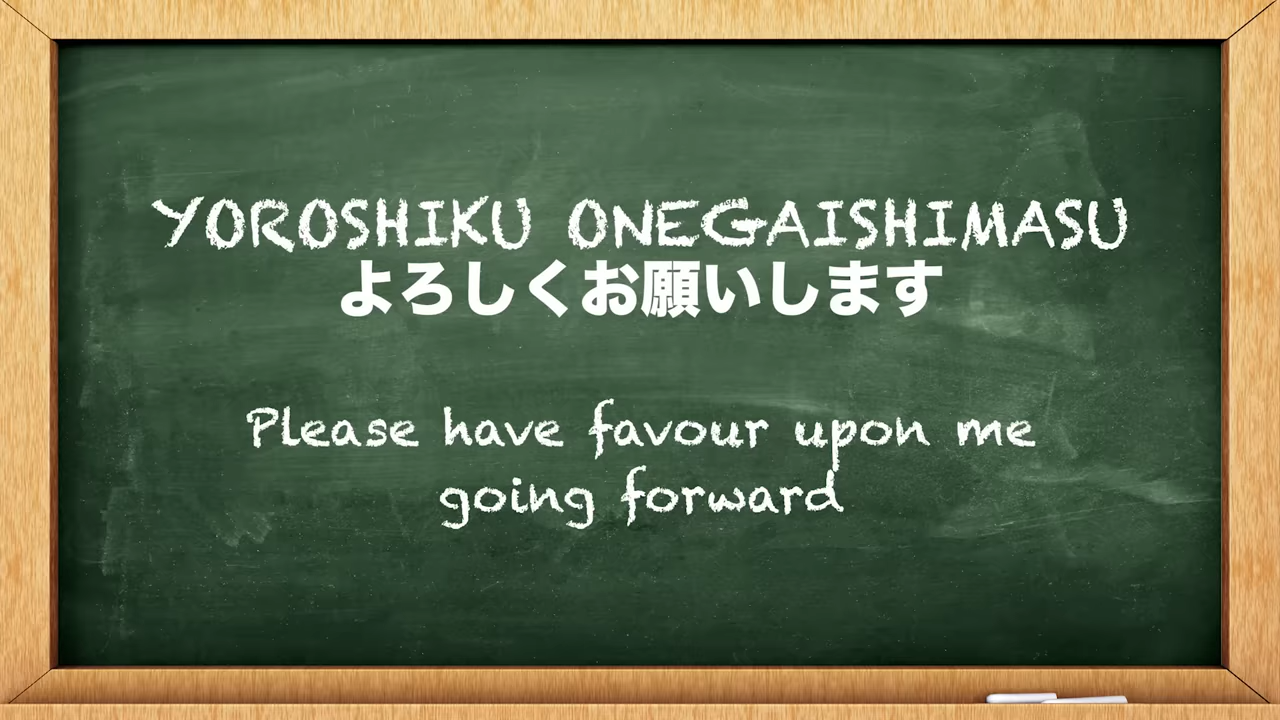 YOROSHIKU ONEGAISHIMASU
よろしくお願いします
Please have favour upon me
going forward